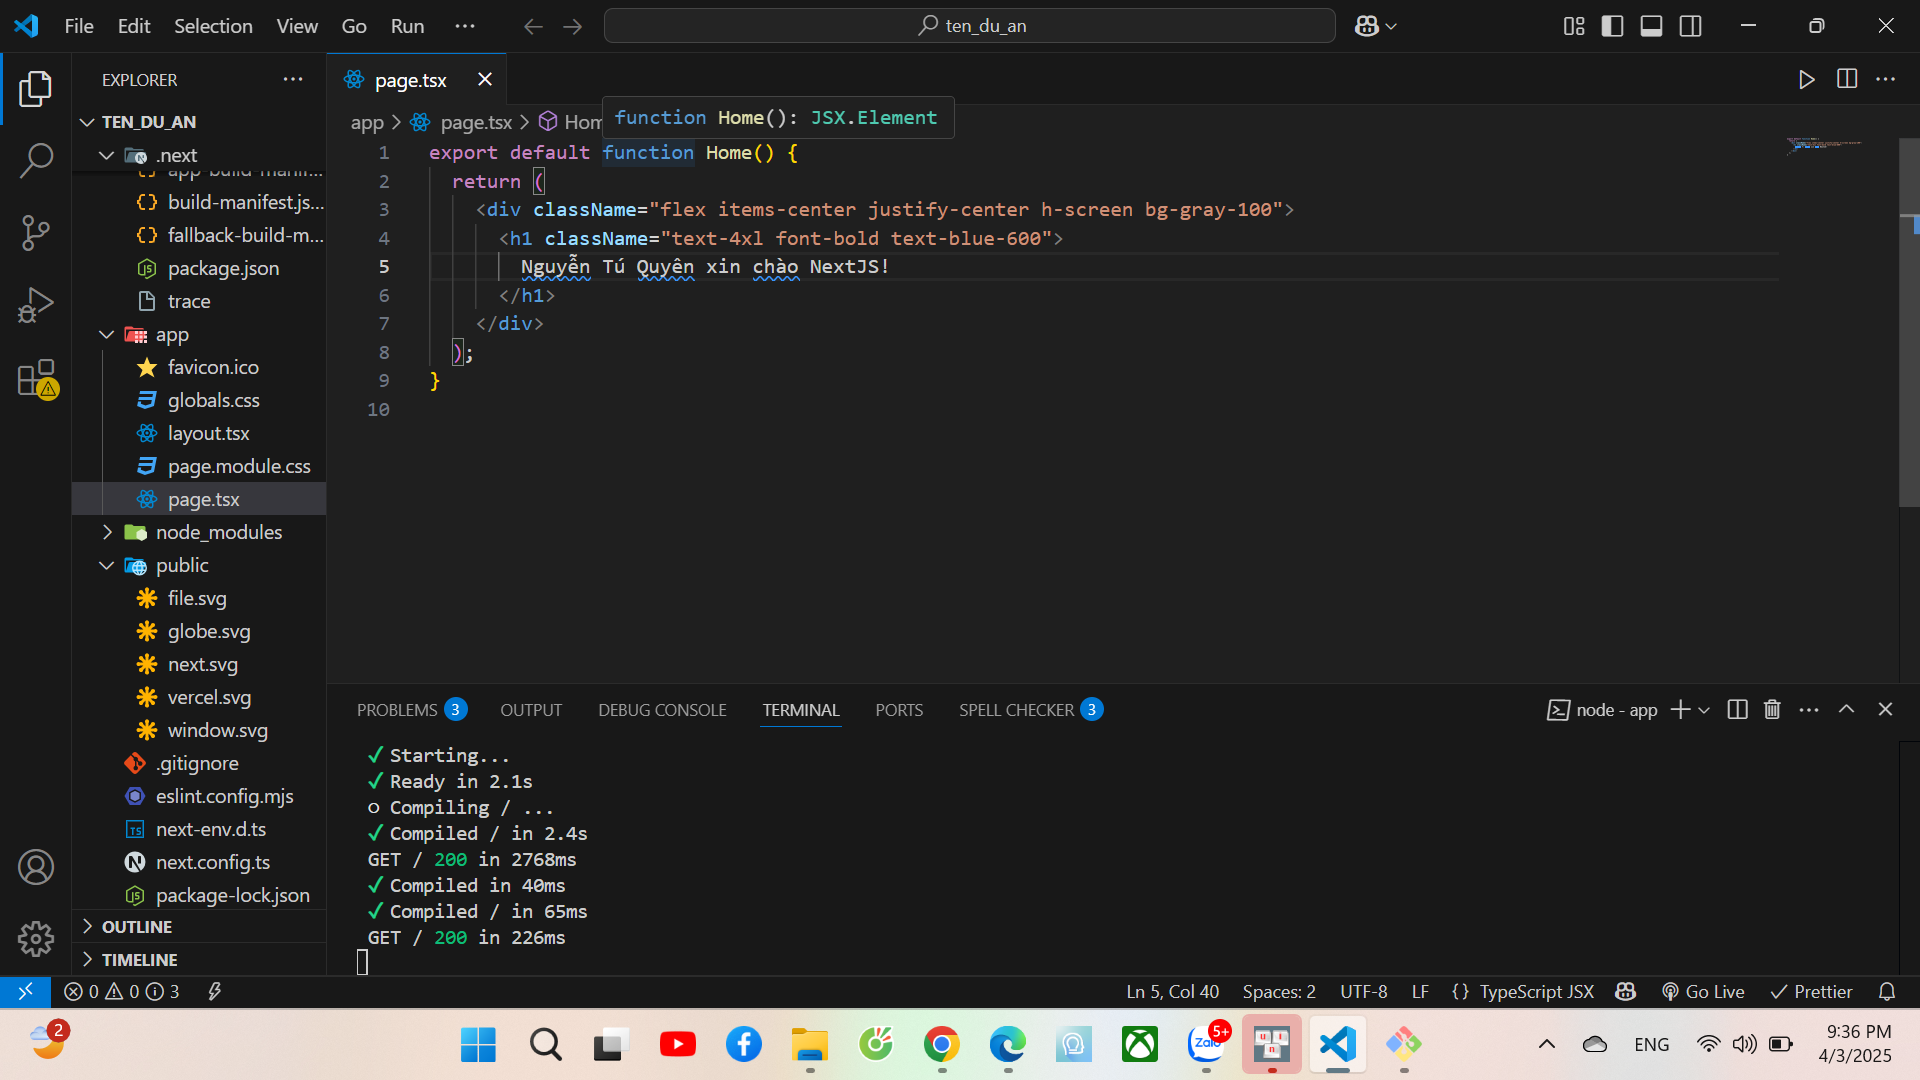 File Edit Selection View Go Run ···
ten_du_an
EXPLORER
TEN_DU_AN
.next
build-manifest.js...
fallback-build-m...
package.json
trace
app
favicon.ico
globals.css
layout.tsx
page.module.css
page.tsx
node_modules
public
file.svg
globe.svg
next.svg
vercel.svg
window.svg
.gitignore
eslint.config.mjs
next-env.d.ts
next.config.ts
package-lock.json
OUTLINE
TIMELINE
page.tsx
app > page.tsx > Hom
function Home(): JSX.Element
1 export default function Home() {
2 return (
3 <div className="flex items-center justify-center h-screen bg-gray-100">
4 <h1 className="text-4xl font-bold text-blue-600">
5 Nguyễn Tú Quyên xin chào NextJS!
6 </h1>
7 </div>
8 );
9 }
10
PROBLEMS 3 OUTPUT DEBUG CONSOLE TERMINAL PORTS SPELL CHECKER 3
node - app
✓ Starting...
✓ Ready in 2.1s
○ Compiling / ...
✓ Compiled / in 2.4s
GET / 200 in 2768ms
✓ Compiled in 40ms
✓ Compiled / in 65ms
GET / 200 in 226ms
0 0 3
Ln 5, Col 40 Spaces: 2 UTF-8 LF {} TypeScript JSX Go Live Prettier
2
Zalo 5+
ENG
9:36 PM
4/3/2025